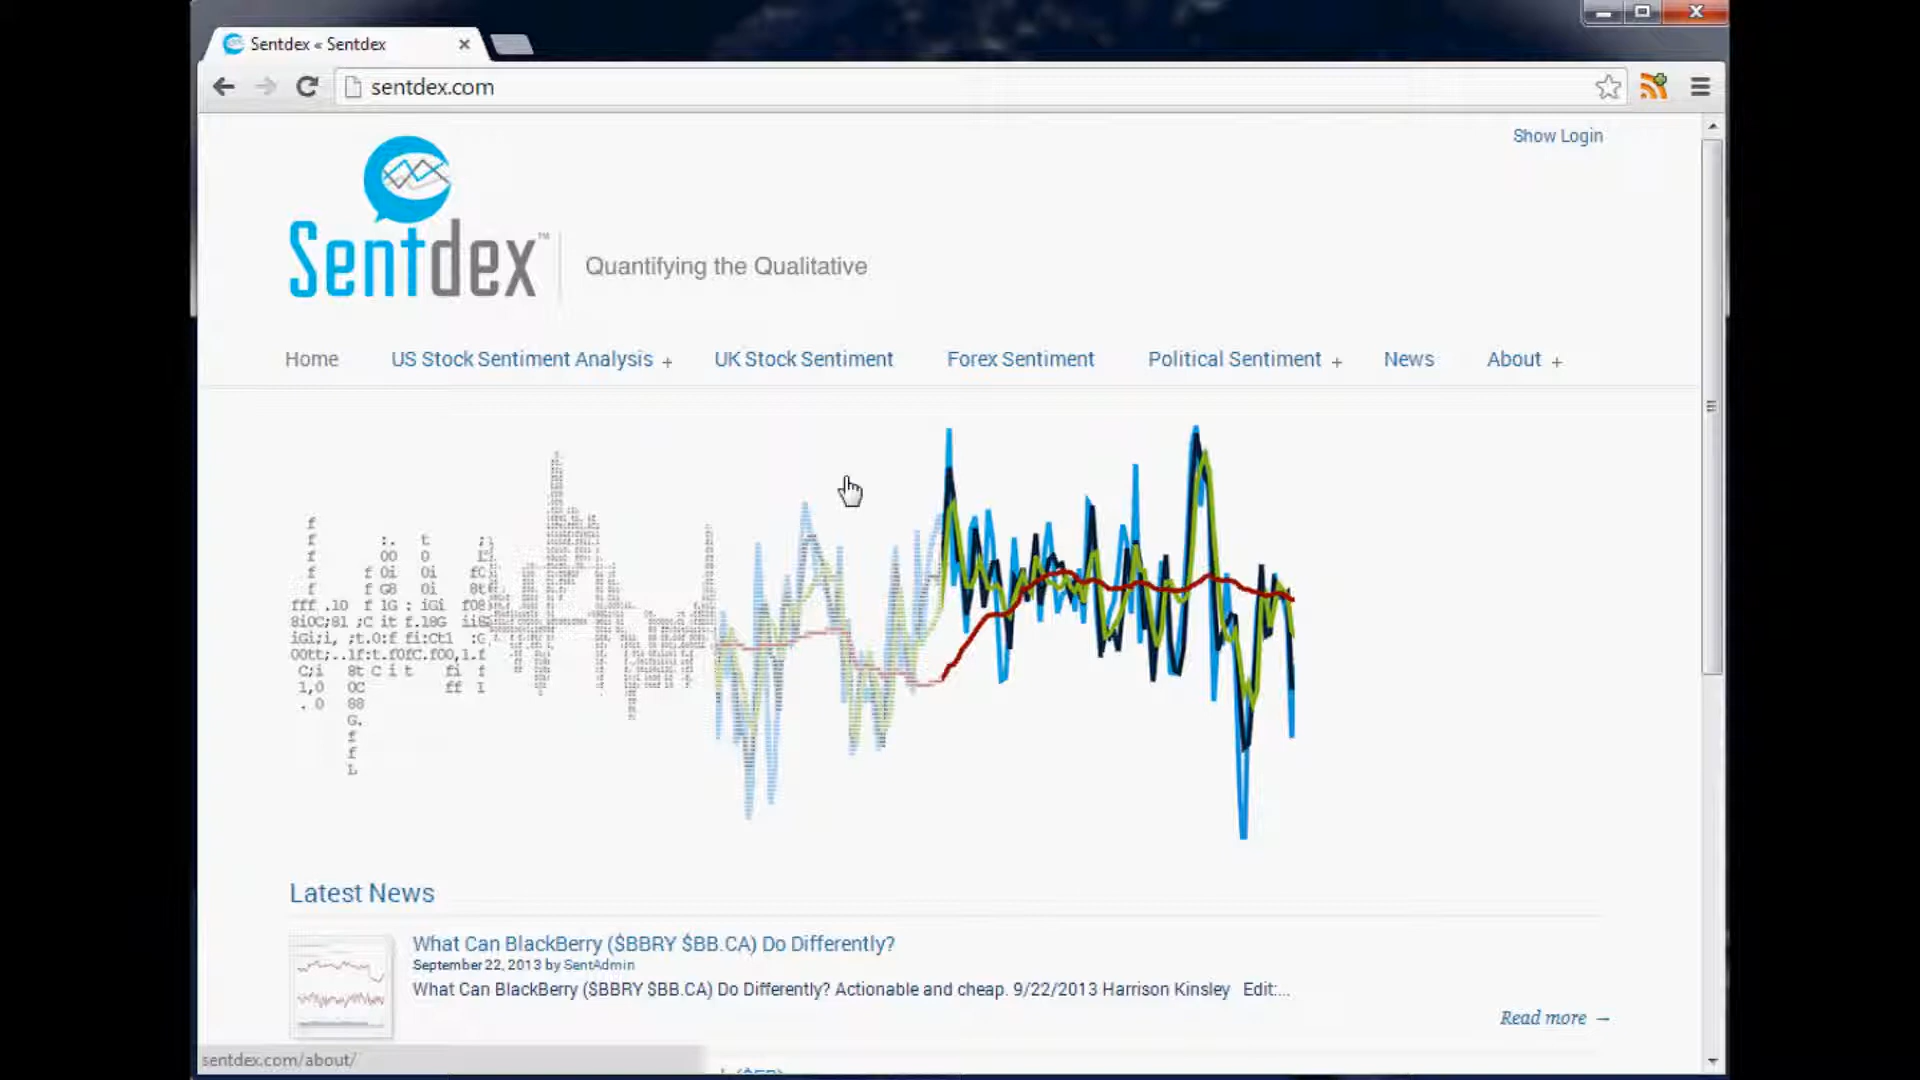 Sentdex « Sentdex
sentdex.com
Show Login
Sentdex™
Quantifying the Qualitative
Home US Stock Sentiment Analysis + UK Stock Sentiment Forex Sentiment Political Sentiment + News About +
Latest News
What Can BlackBerry ($BBRY $BB.CA) Do Differently?
September 22, 2013 by SentAdmin
What Can BlackBerry ($BBRY $BB.CA) Do Differently? Actionable and cheap. 9/22/2013 Harrison Kinsley Edit:...
Read more →
sentdex.com/about/